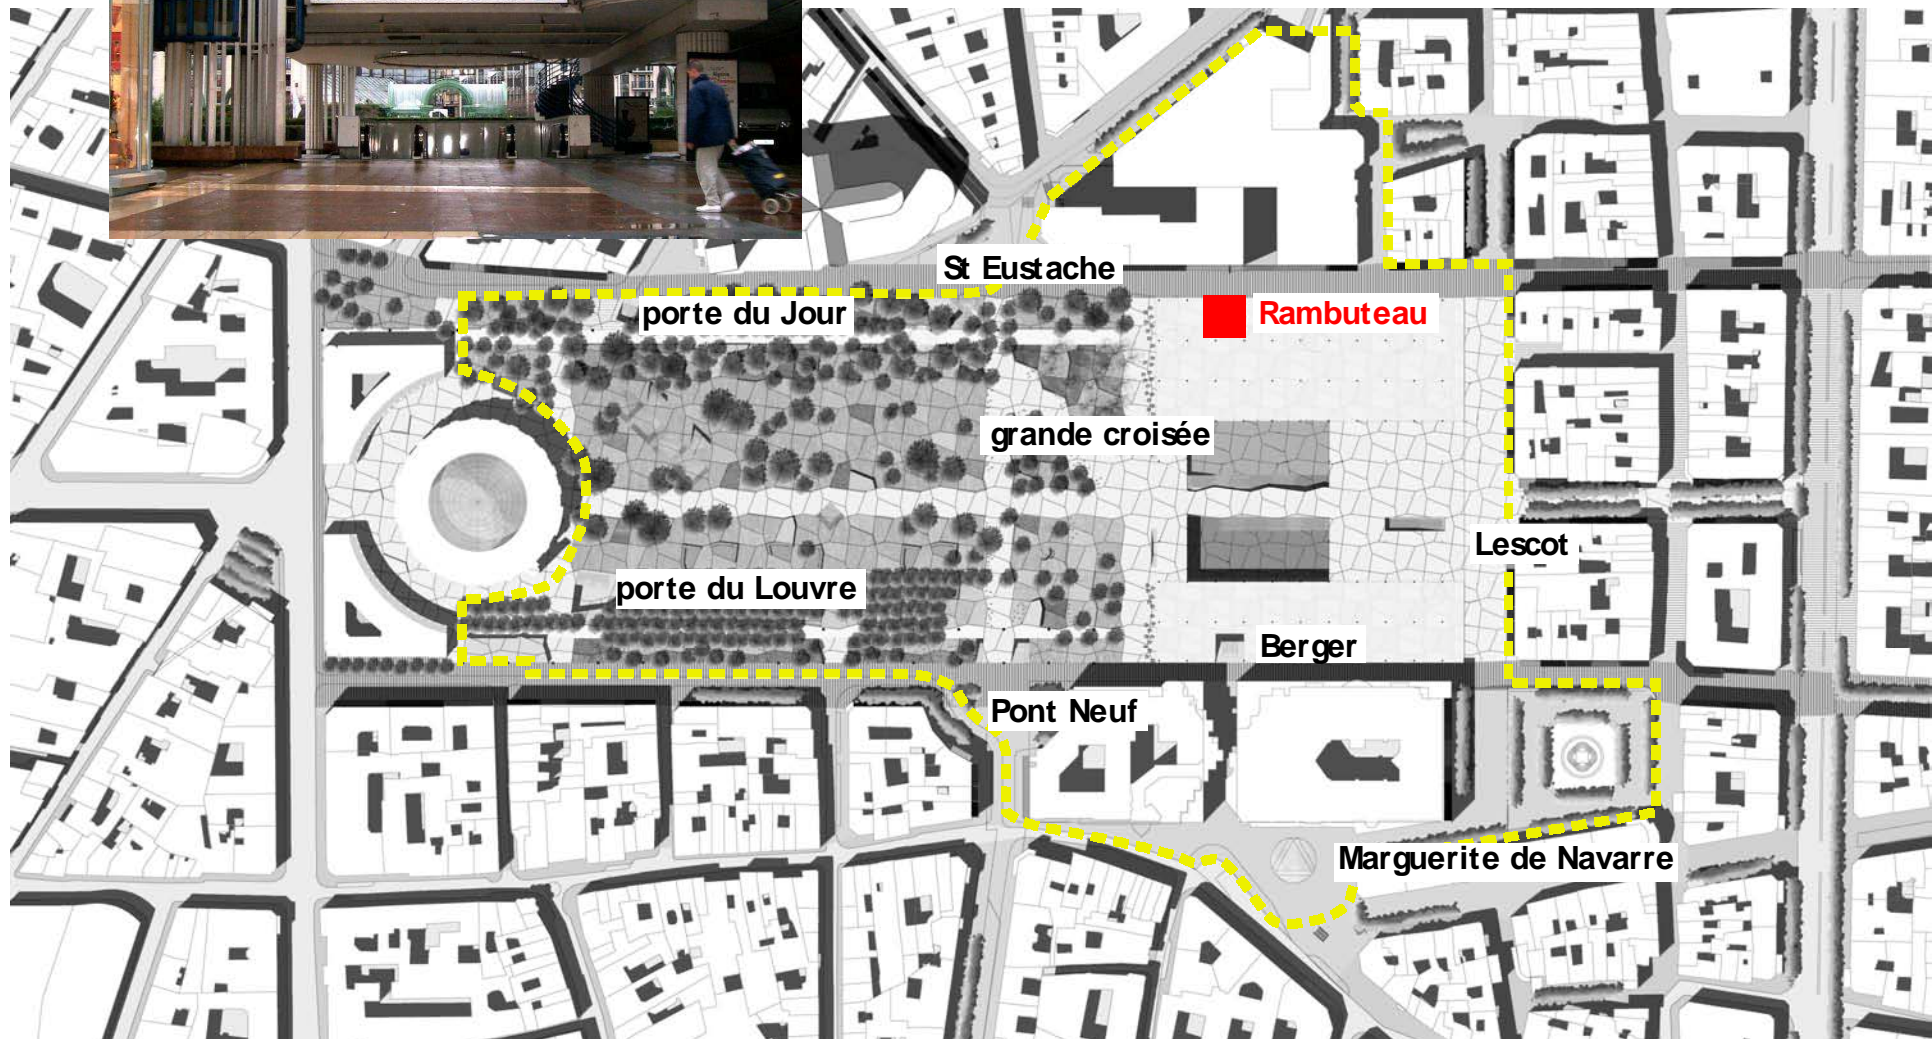 St Eustache
porte du Jour
Rambuteau
grande croisée
Lescot
porte du Louvre
Berger
Pont Neuf
Marguerite de Navarre